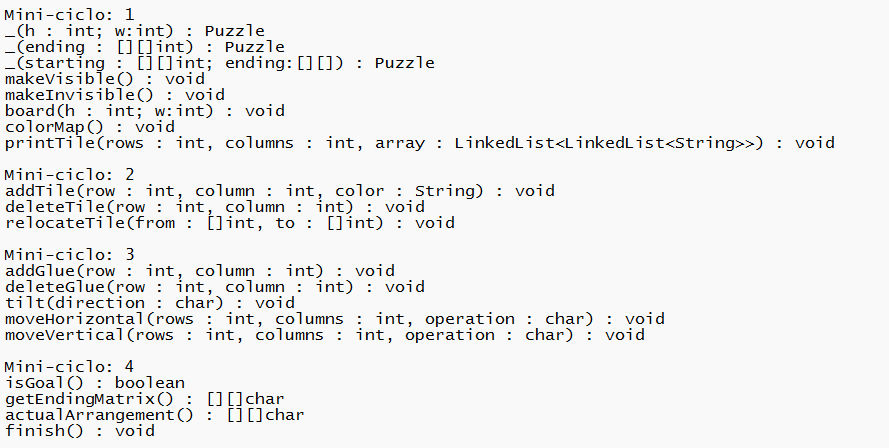 Mini-ciclo: 1
_(h : int; w:int) : Puzzle
_(ending : [][]int) : Puzzle
_(starting : [][]int; ending:[][]) : Puzzle
makeVisible() : void
makeInvisible() : void
board(h : int; w:int) : void
colorMap() : void
printTile(rows : int, columns : int, array : LinkedList<LinkedList<String>>) : void
Mini-ciclo: 2
addTile(row : int, column : int, color : String) : void
deleteTile(row : int, column : int) : void
relocateTile(from : []int, to : []int) : void
Mini-ciclo: 3
addGlue(row : int, column : int) : void
deleteGlue(row : int, column : int) : void
tilt(direction : char) : void
moveHorizontal(rows : int, columns : int, operation : char) : void
moveVertical(rows : int, columns : int, operation : char) : void
Mini-ciclo: 4
isGoal() : boolean
getEndingMatrix() : [][]char
actualArrangement() : [][]char
finish() : void